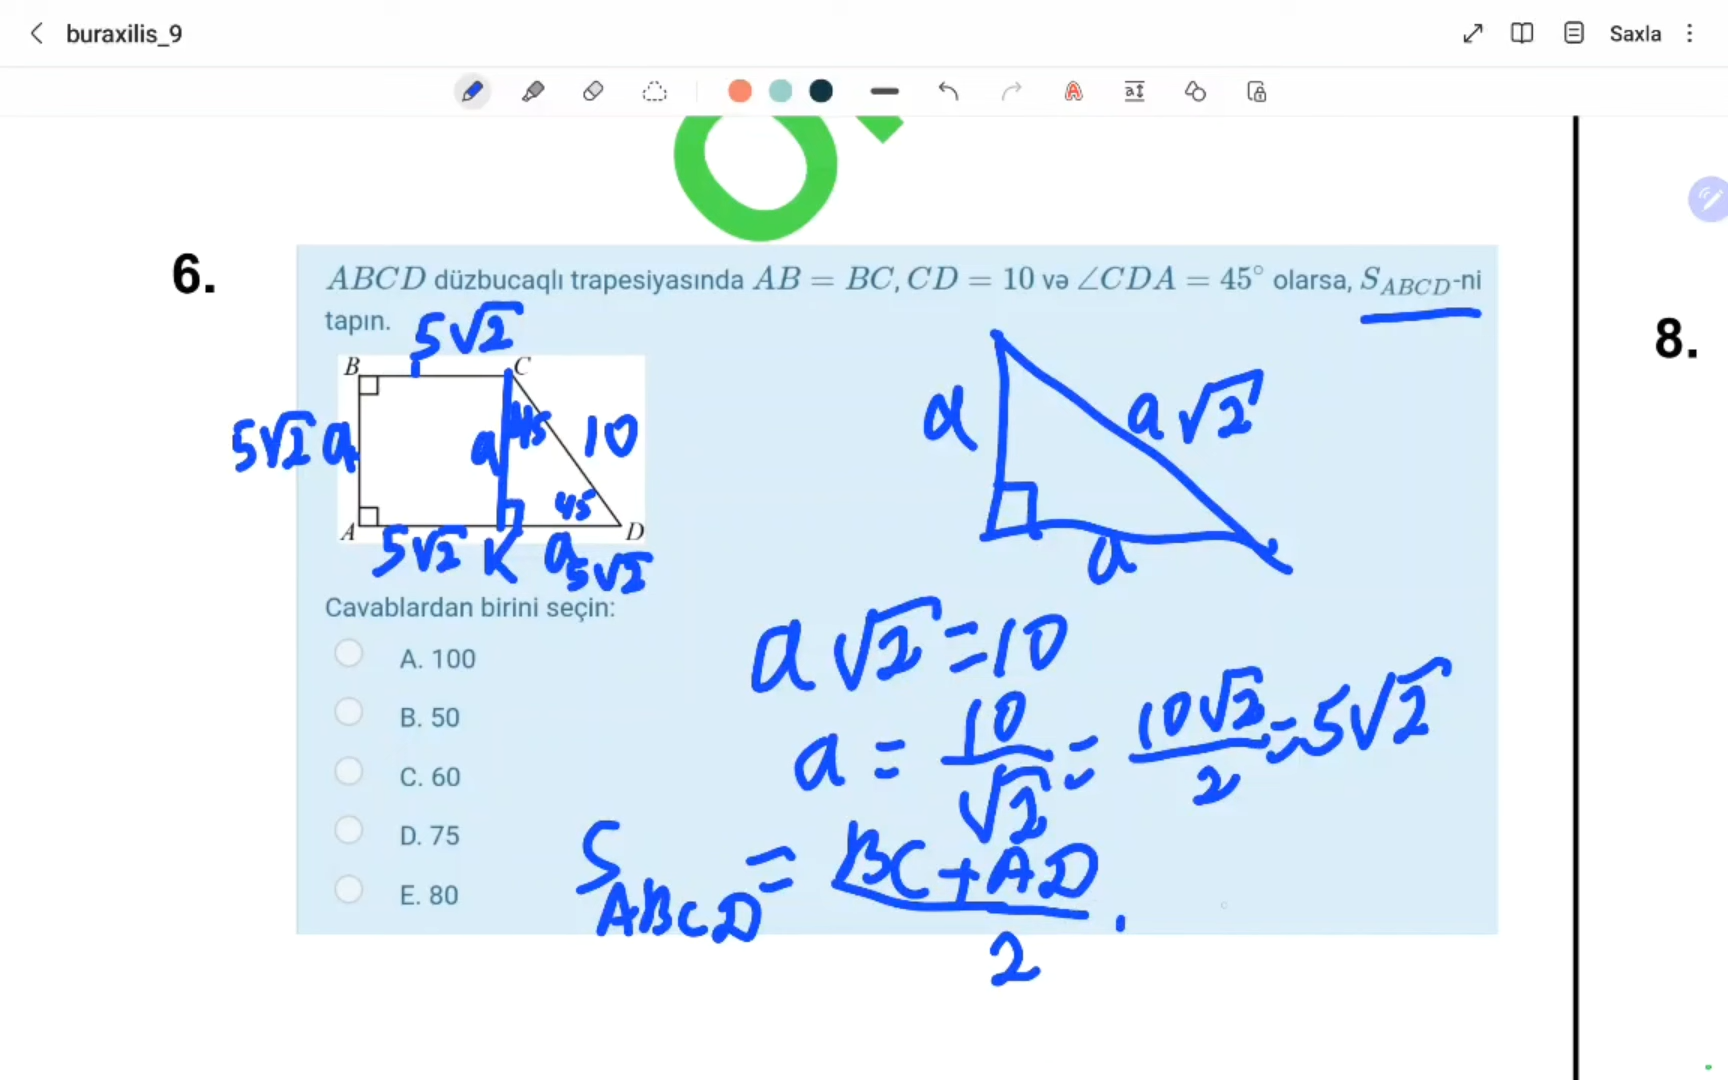 buraxilis_9
Saxla
6.
ABCD düzbucaqlı trapesiyasında AB = BC, CD = 10 və ∠CDA = 45° olarsa, S_ABCD-ni
tapın.
5√2
B C
5√2 a a 45 10
45
A D
5√2 K a 5√2
Cavablardan birini seçin:
A. 100
B. 50
C. 60
D. 75
E. 80
a a√2
a
a√2 = 10
a = 10/√2 = 10√2/2 = 5√2
S_ABCD = BC + AD / 2 .
8.